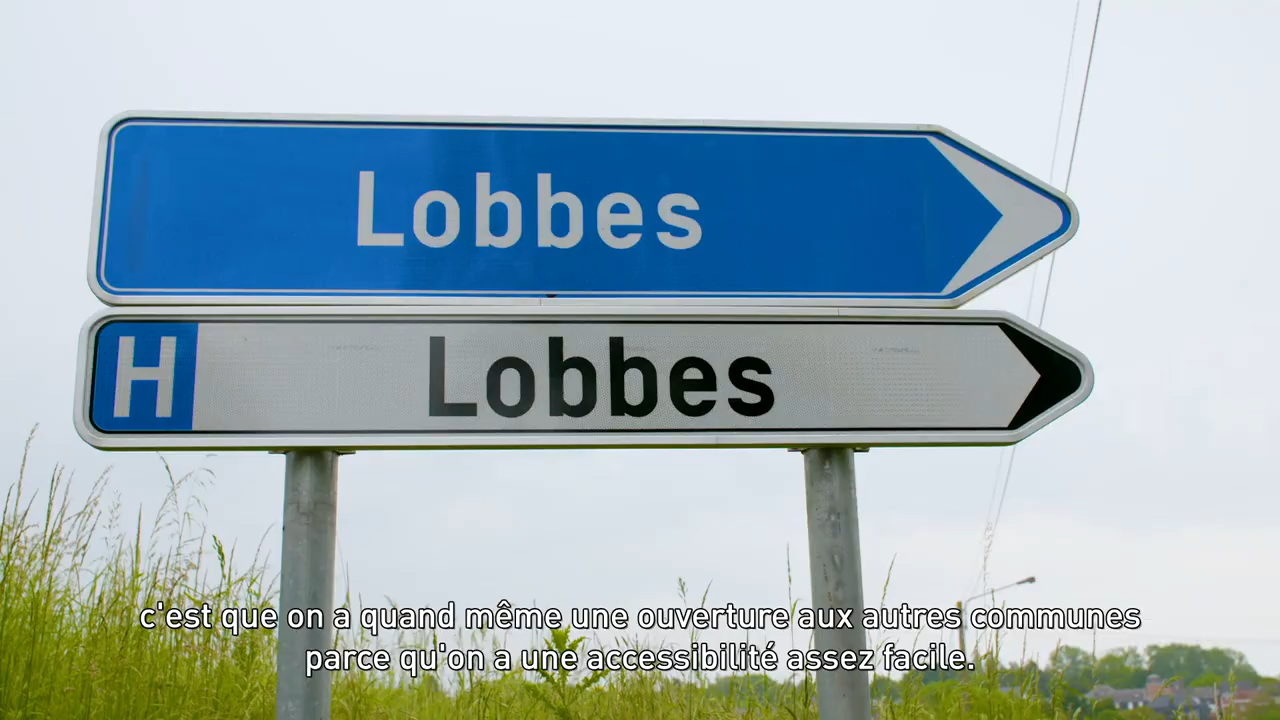 Lobbes
H Lobbes
c'est que on a quand même une ouverture aux autres communes
parce qu'on a une accessibilité assez facile.